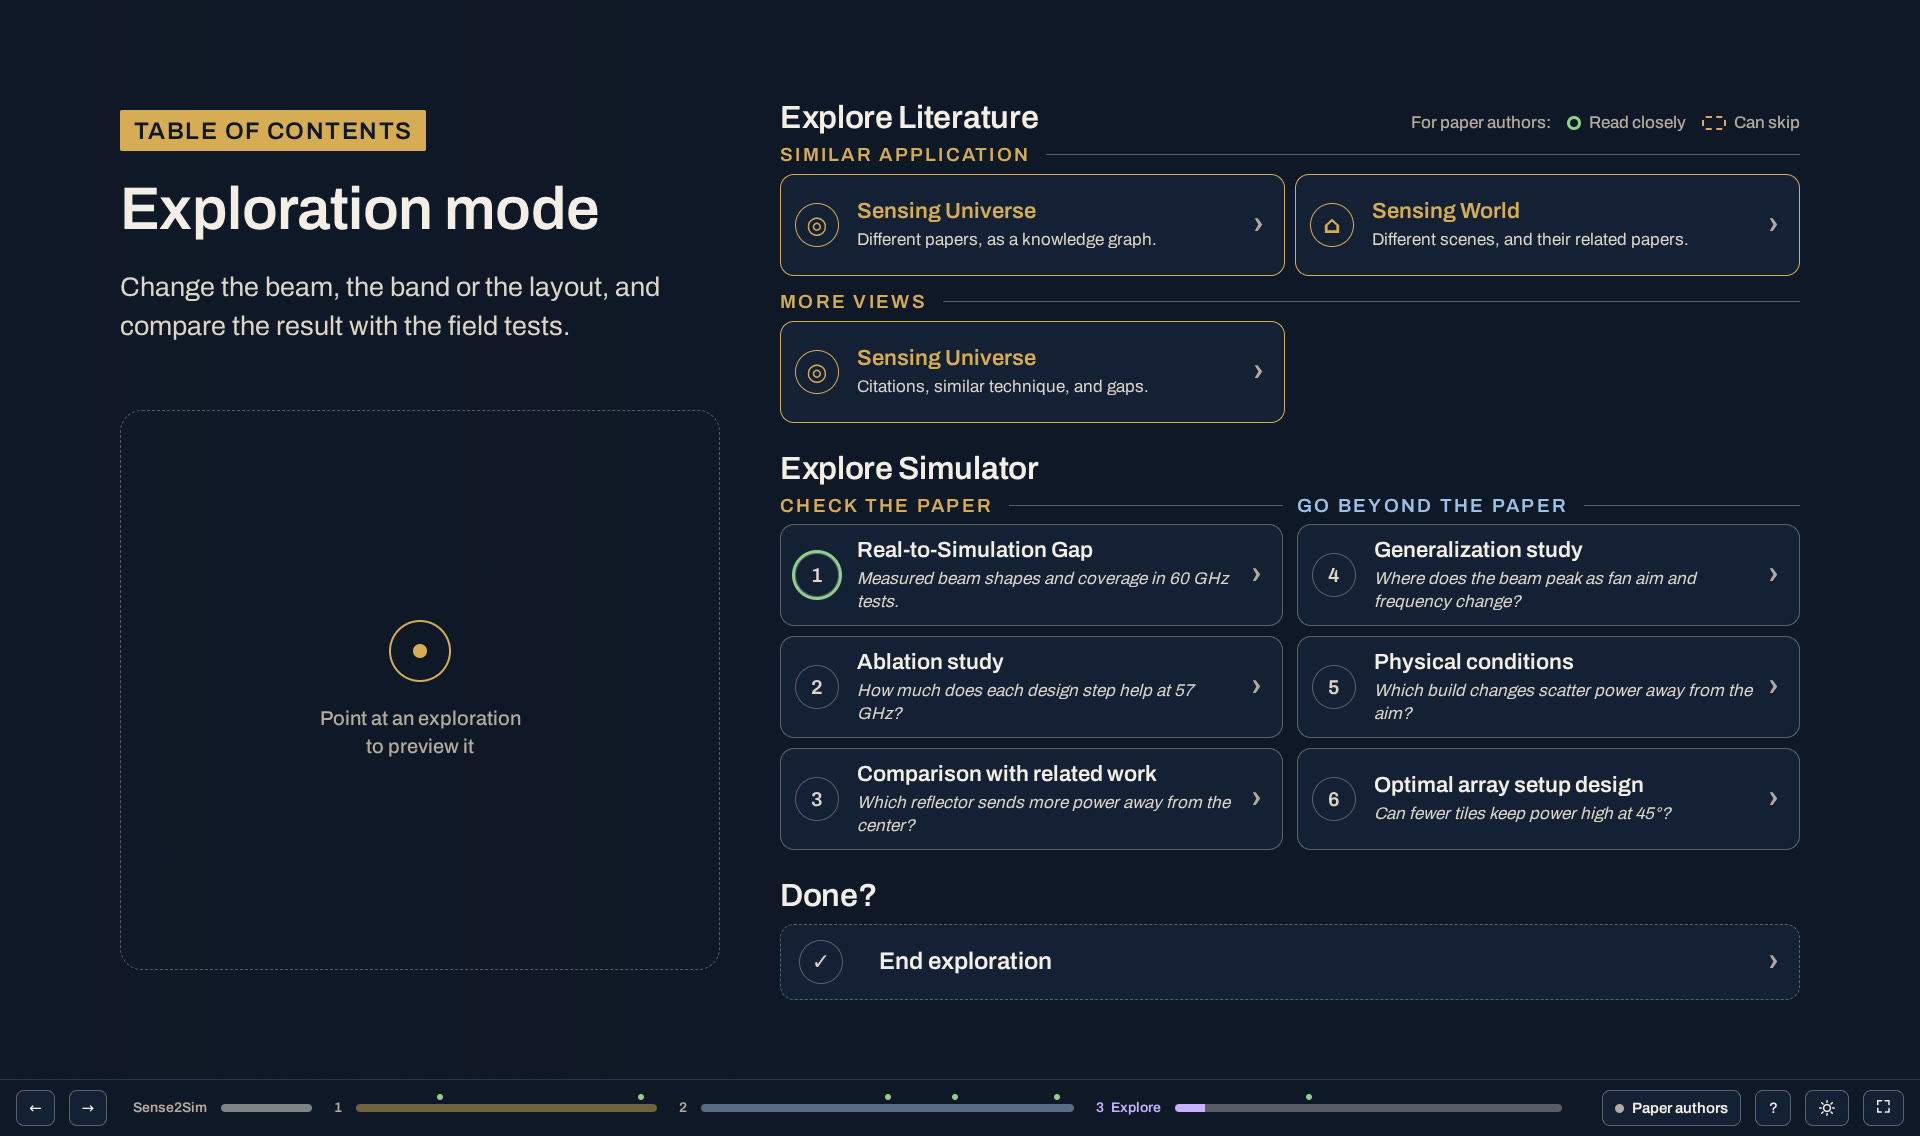 TABLE OF CONTENTS
Exploration mode
Change the beam, the band or the layout, and
compare the result with the field tests.
Point at an exploration
to preview it
Explore Literature
For paper authors:
Read closely
Can skip
SIMILAR APPLICATION
Sensing Universe
Different papers, as a knowledge graph.
Sensing World
Different scenes, and their related papers.
MORE VIEWS
Sensing Universe
Citations, similar technique, and gaps.
Explore Simulator
CHECK THE PAPER
1
Real-to-Simulation Gap
Measured beam shapes and coverage in 60 GHz
tests.
2
Ablation study
How much does each design step help at 57
GHz?
3
Comparison with related work
Which reflector sends more power away from the
center?
GO BEYOND THE PAPER
4
Generalization study
Where does the beam peak as fan aim and
frequency change?
5
Physical conditions
Which build changes scatter power away from the
aim?
6
Optimal array setup design
Can fewer tiles keep power high at 45°?
Done?
✓ End exploration
← → Sense2Sim 1 2 3 Explore Paper authors ?